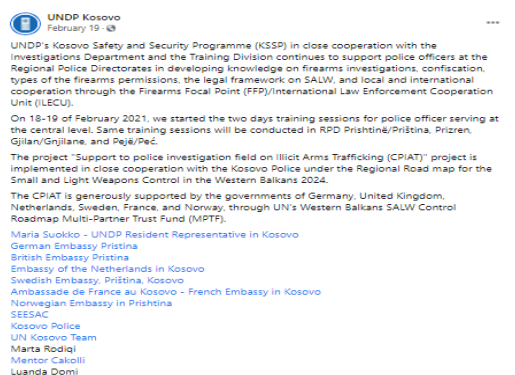 UNDP Kosovo
February 19 ·
UNDP's Kosovo Safety and Security Programme (KSSP) in close cooperation with the
Investigations Department and the Training Division continues to support police officers at the
Regional Police Directorates in developing knowledge on firearms investigations, confiscation,
types of the firearms permissions, the legal framework on SALW, and local and international
cooperation through the Firearms Focal Point (FFP)/International Law Enforcement Cooperation
Unit (ILECU).
On 18-19 of February 2021, we started the two days training sessions for police officer serving at
the central level. Same training sessions will be conducted in RPD Prishtinë/Priština, Prizren,
Gjilan/Gnjilane, and Pejë/Peć.
The project "Support to police investigation field on Illicit Arms Trafficking (CPIAT)" project is
implemented in close cooperation with the Kosovo Police under the Regional Road map for the
Small and Light Weapons Control in the Western Balkans 2024.
The CPIAT is generously supported by the governments of Germany, United Kingdom,
Netherlands, Sweden, France, and Norway, through UN's Western Balkans SALW Control
Roadmap Multi-Partner Trust Fund (MPTF).
Maria Suokko - UNDP Resident Representative in Kosovo
German Embassy Pristina
British Embassy Pristina
Embassy of the Netherlands in Kosovo
Swedish Embassy, Priština, Kosovo
Ambassade de France au Kosovo - French Embassy in Kosovo
Norwegian Embassy in Prishtina
SEESAC
Kosovo Police
UN Kosovo Team
Marta Rodiqi
Mentor Cakolli
Luanda Domi